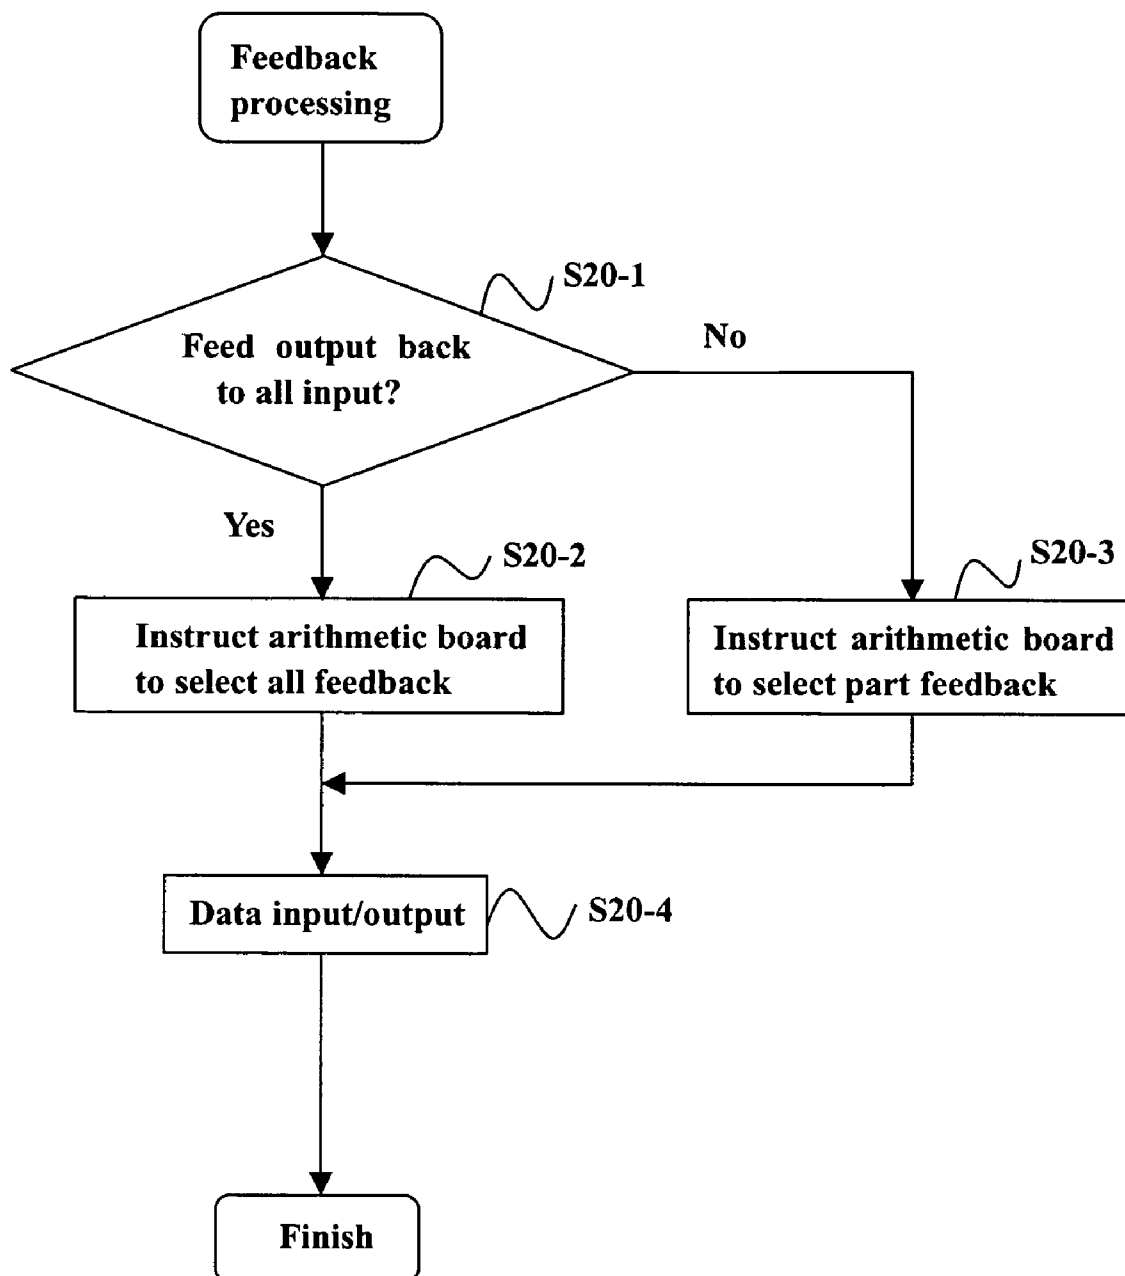 Feedback
processing
S20-1
Feed output back
to all input?
No
Yes
S20-2
S20-3
Instruct arithmetic board
to select all feedback
Instruct arithmetic board
to select part feedback
Data input/output
S20-4
Finish